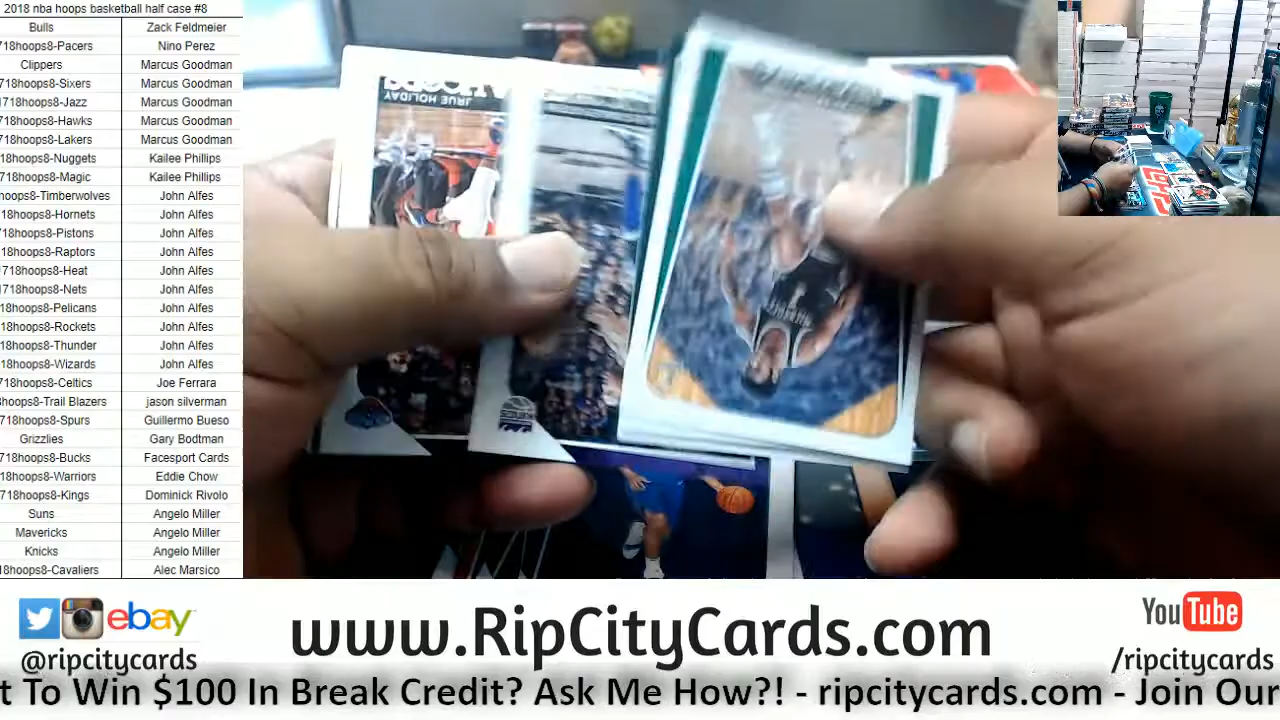 2018 nba hoops basketball half case #8
Bulls Zack Feldmeier
718hoops8-Pacers Nino Perez
Clippers Marcus Goodman
718hoops8-Sixers Marcus Goodman
718hoops8-Jazz Marcus Goodman
718hoops8-Hawks Marcus Goodman
718hoops8-Lakers Marcus Goodman
18hoops8-Nuggets Kailee Phillips
18hoops8-Magic Kailee Phillips
hoops8-Timberwolves John Alfes
18hoops8-Hornets John Alfes
18hoops8-Pistons John Alfes
18hoops8-Raptors John Alfes
718hoops8-Heat John Alfes
718hoops8-Nets John Alfes
18hoops8-Pelicans John Alfes
18hoops8-Rockets John Alfes
18hoops8-Thunder John Alfes
18hoops8-Wizards John Alfes
718hoops8-Celtics Joe Ferrara
hoops8-Trail Blazers jason silverman
718hoops8-Spurs Guillermo Bueso
Grizzlies Gary Bodtman
718hoops8-Bucks Facesport Cards
18hoops8-Warriors Eddie Chow
718hoops8-Kings Dominick Rivolo
Suns Angelo Miller
Mavericks Angelo Miller
Knicks Angelo Miller
18hoops8-Cavaliers Alec Marsico
JRUE HOLIDAY
ebay
@ripcitycards
www.RipCityCards.com
YouTube
/ripcitycards
t To Win $100 In Break Credit? Ask Me How?! - ripcitycards.com - Join Our